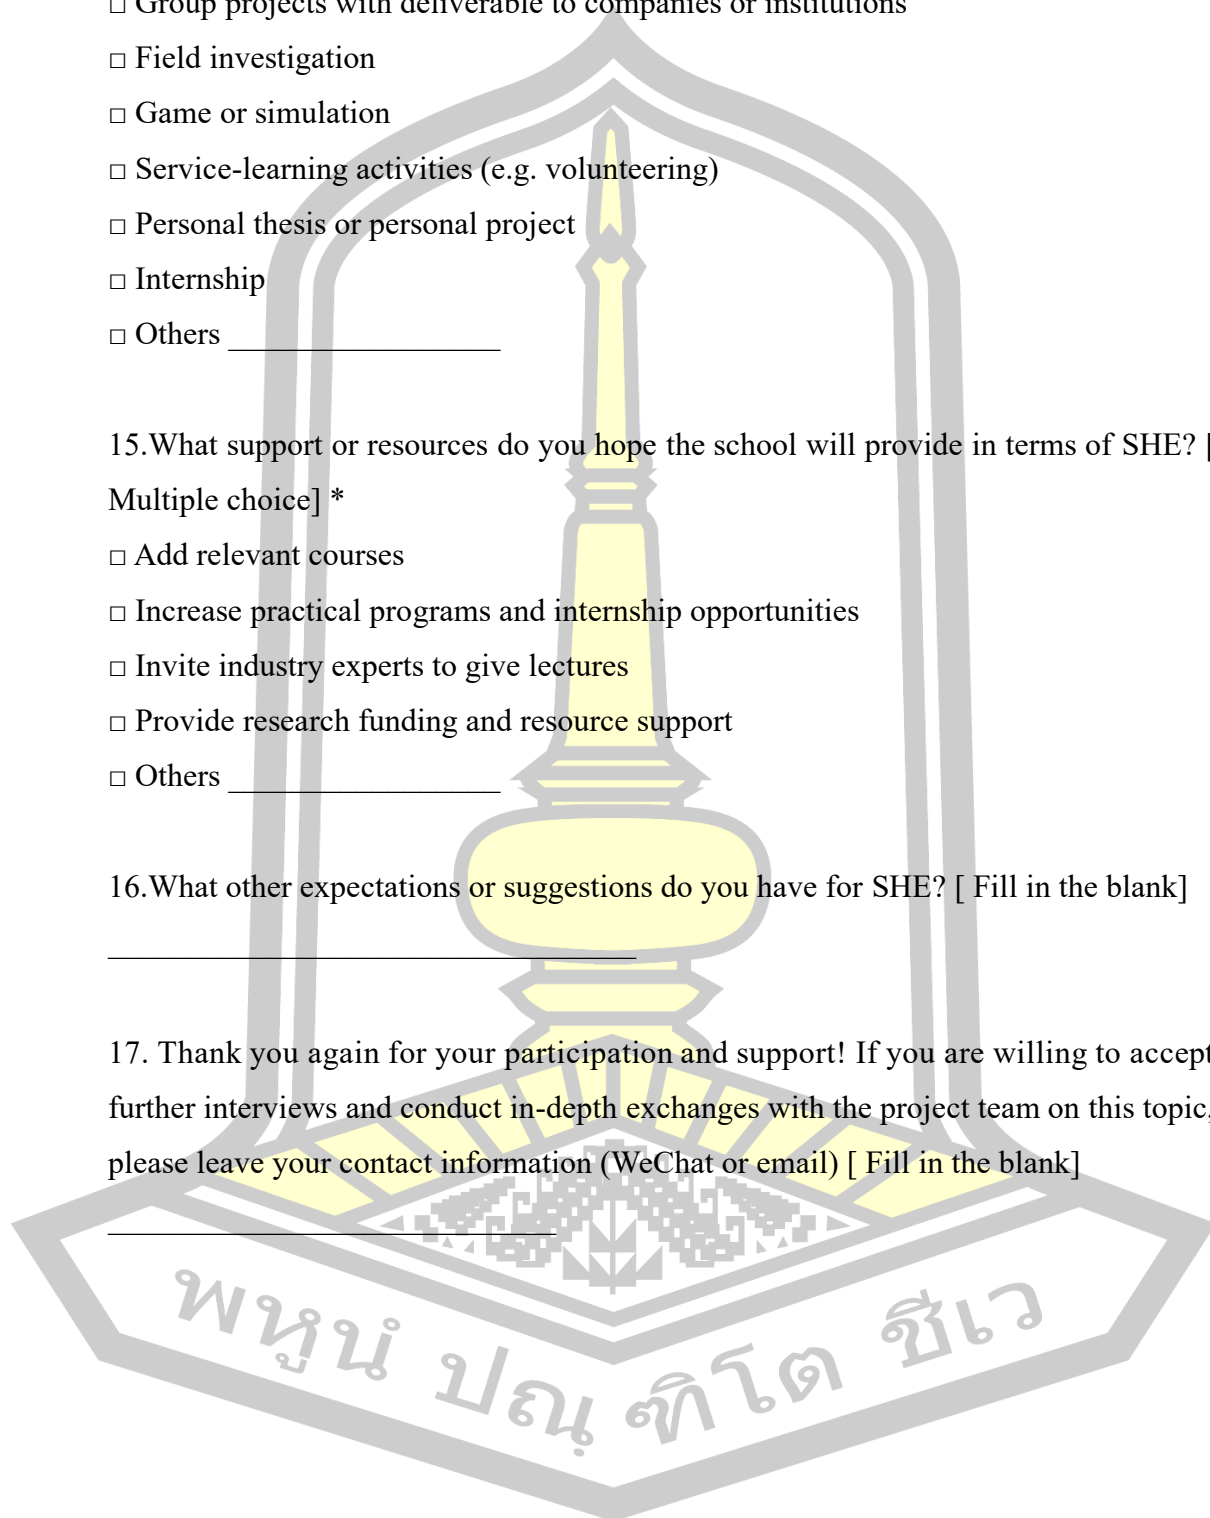 □ Group projects with deliverable to companies or institutions
□ Field investigation
□ Game or simulation
□ Service-learning activities (e.g. volunteering)
□ Personal thesis or personal project
□ Internship
□ Others _________________
15.What support or resources do you hope the school will provide in terms of SHE? [
Multiple choice] *
□ Add relevant courses
□ Increase practical programs and internship opportunities
□ Invite industry experts to give lectures
□ Provide research funding and resource support
□ Others _________________
16.What other expectations or suggestions do you have for SHE? [ Fill in the blank]
_________________________________
17. Thank you again for your participation and support! If you are willing to accept
further interviews and conduct in-depth exchanges with the project team on this topic,
please leave your contact information (WeChat or email) [ Fill in the blank]
____________________________
พหูนํ ปณฺฑิโต ชีเว